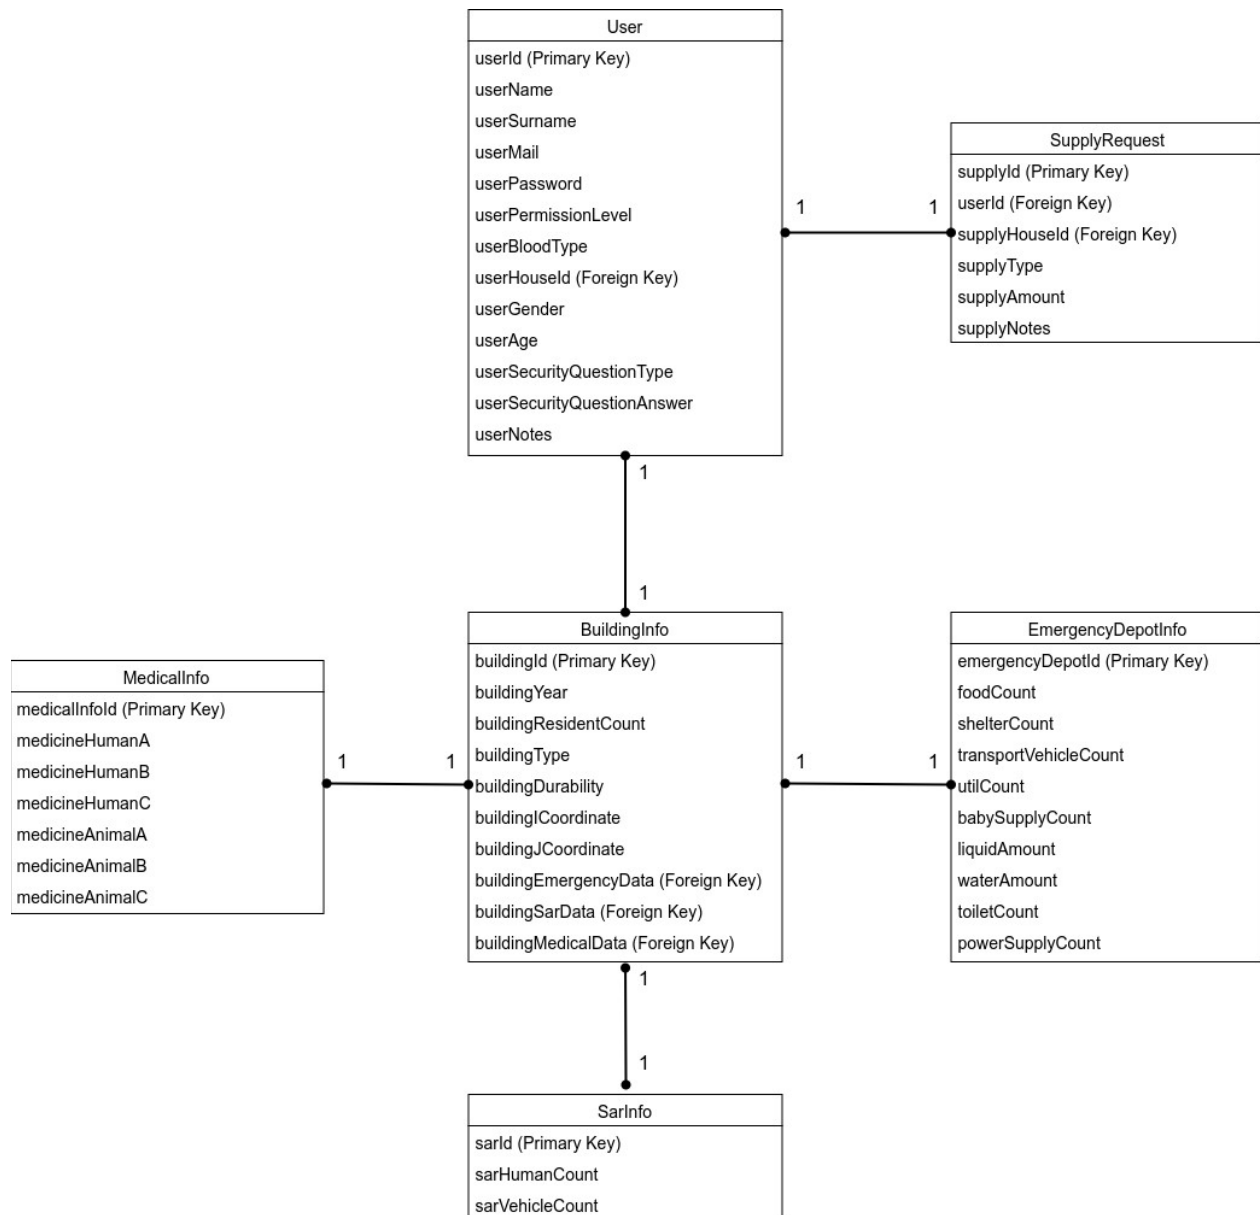 User
userId (Primary Key)
userName
userSurname
userMail
userPassword
userPermissionLevel
userBloodType
userHouseId (Foreign Key)
userGender
userAge
userSecurityQuestionType
userSecurityQuestionAnswer
userNotes
1
1
SupplyRequest
supplyId (Primary Key)
userId (Foreign Key)
supplyHouseId (Foreign Key)
supplyType
supplyAmount
supplyNotes
1
1
MedicalInfo
medicalInfoId (Primary Key)
medicineHumanA
medicineHumanB
medicineHumanC
medicineAnimalA
medicineAnimalB
medicineAnimalC
1
1
BuildingInfo
buildingId (Primary Key)
buildingYear
buildingResidentCount
buildingType
buildingDurability
buildingICoordinate
buildingJCoordinate
buildingEmergencyData (Foreign Key)
buildingSarData (Foreign Key)
buildingMedicalData (Foreign Key)
1
1
EmergencyDepotInfo
emergencyDepotId (Primary Key)
foodCount
shelterCount
transportVehicleCount
utilCount
babySupplyCount
liquidAmount
waterAmount
toiletCount
powerSupplyCount
1
1
SarInfo
sarId (Primary Key)
sarHumanCount
sarVehicleCount